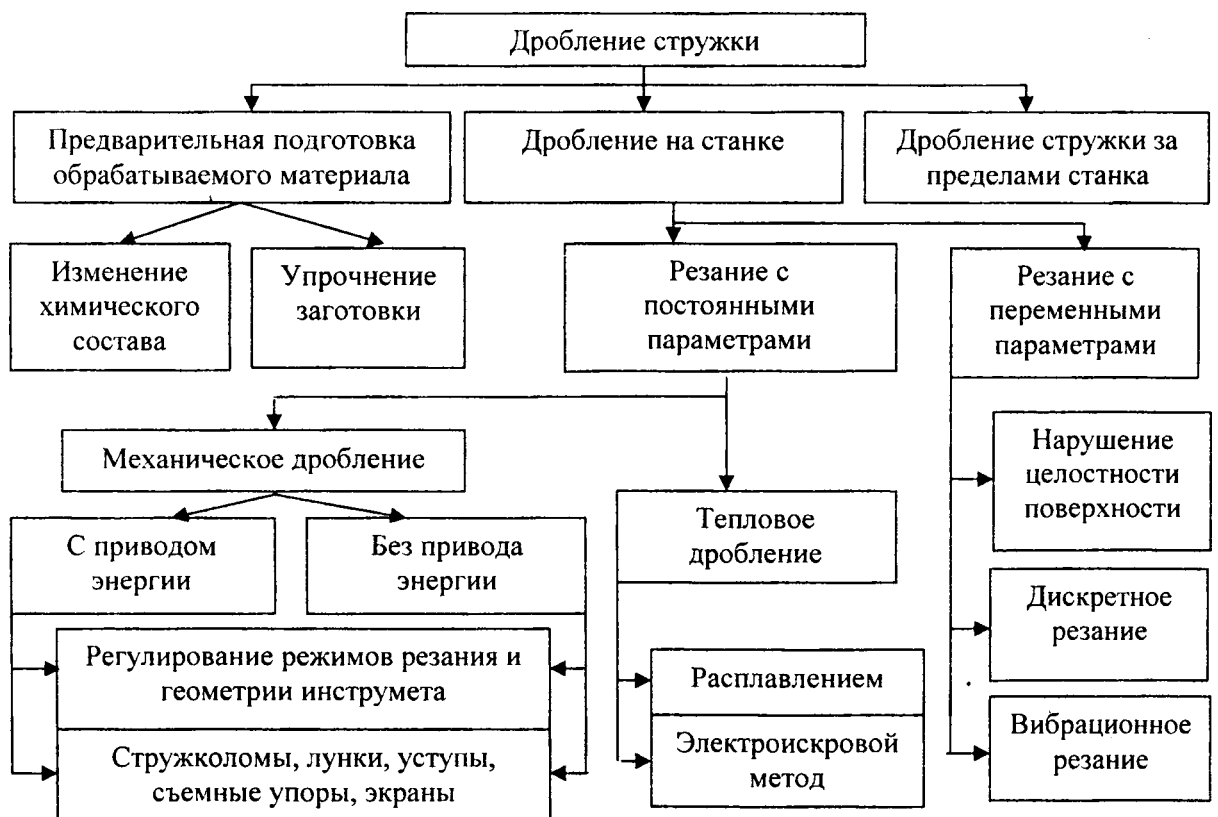 Дробление стружки
Предварительная подготовка
обрабатываемого материала
Дробление на станке
Дробление стружки за
пределами станка
Изменение
химического
состава
Упрочнение
заготовки
Резание с
постоянными
параметрами
Резание с
переменными
параметрами
Механическое дробление
Нарушение
целостности
поверхности
С приводом
энергии
Без привода
энергии
Тепловое
дробление
Дискретное
резание
Регулирование режимов резания и
геометрии инструмета
Расплавлением
Вибрационное
резание
Стружколомы, лунки, уступы,
съемные упоры, экраны
Электроискровой
метод